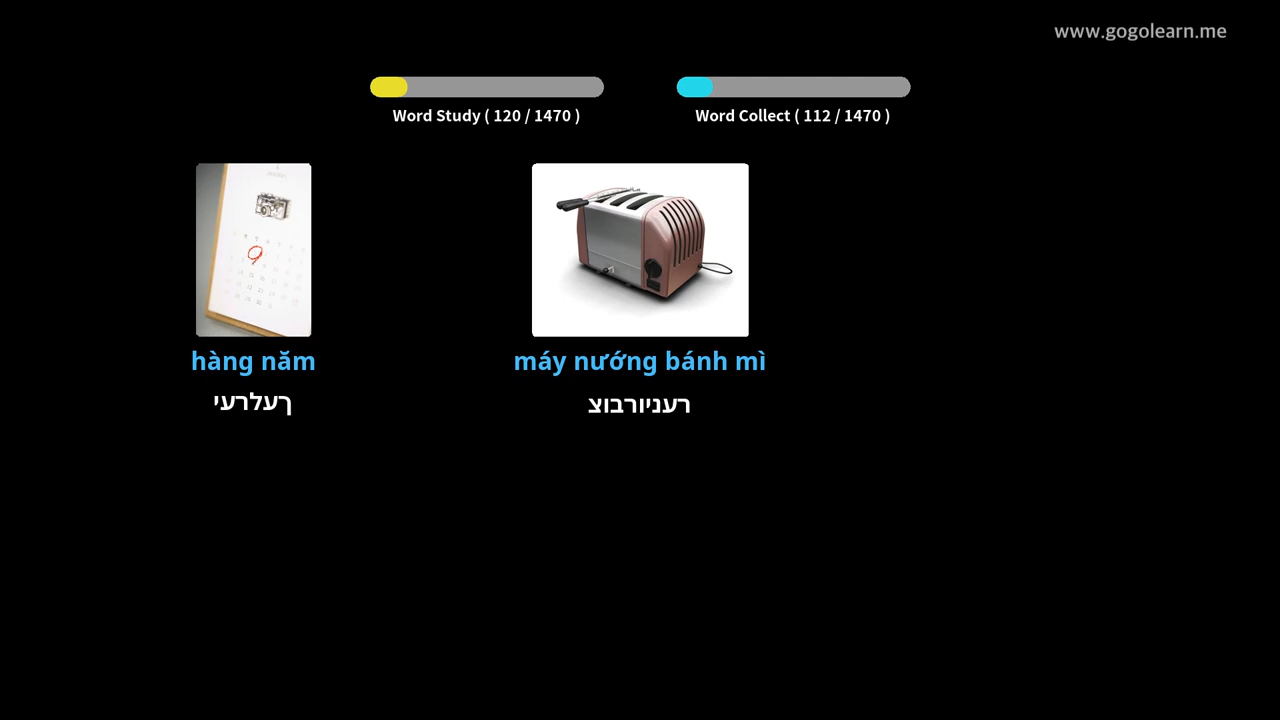 www.gogolearn.me
Word Study ( 120 / 1470 )
Word Collect ( 112 / 1470 )
hàng năm
ךעלרעי
máy nướng bánh mì
רעניורבוצ